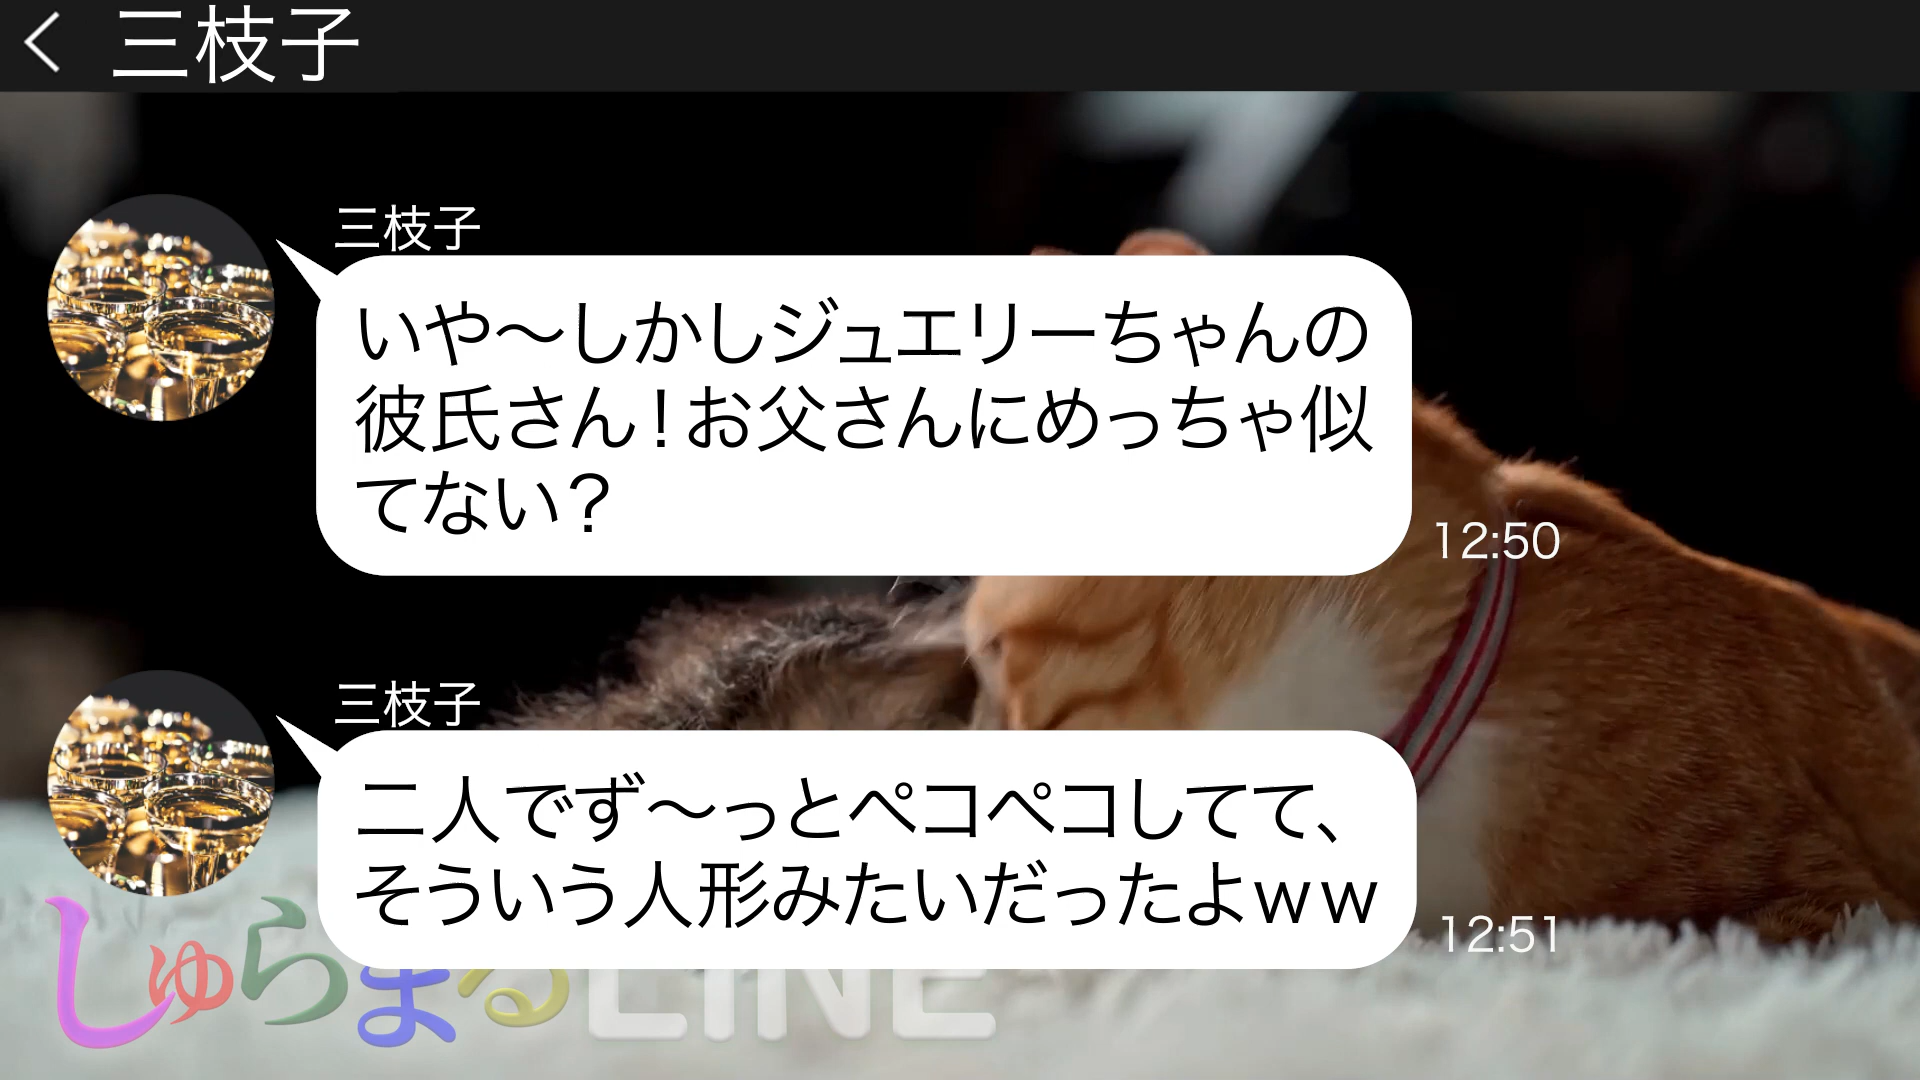 三枝子
三枝子
いや〜しかしジュエリーちゃんの
彼氏さん！お父さんにめっちゃ似
てない？
12:50
三枝子
二人でず〜っとペコペコしてて、
そういう人形みたいだったよｗｗ
12:51
しゅらまるLINE